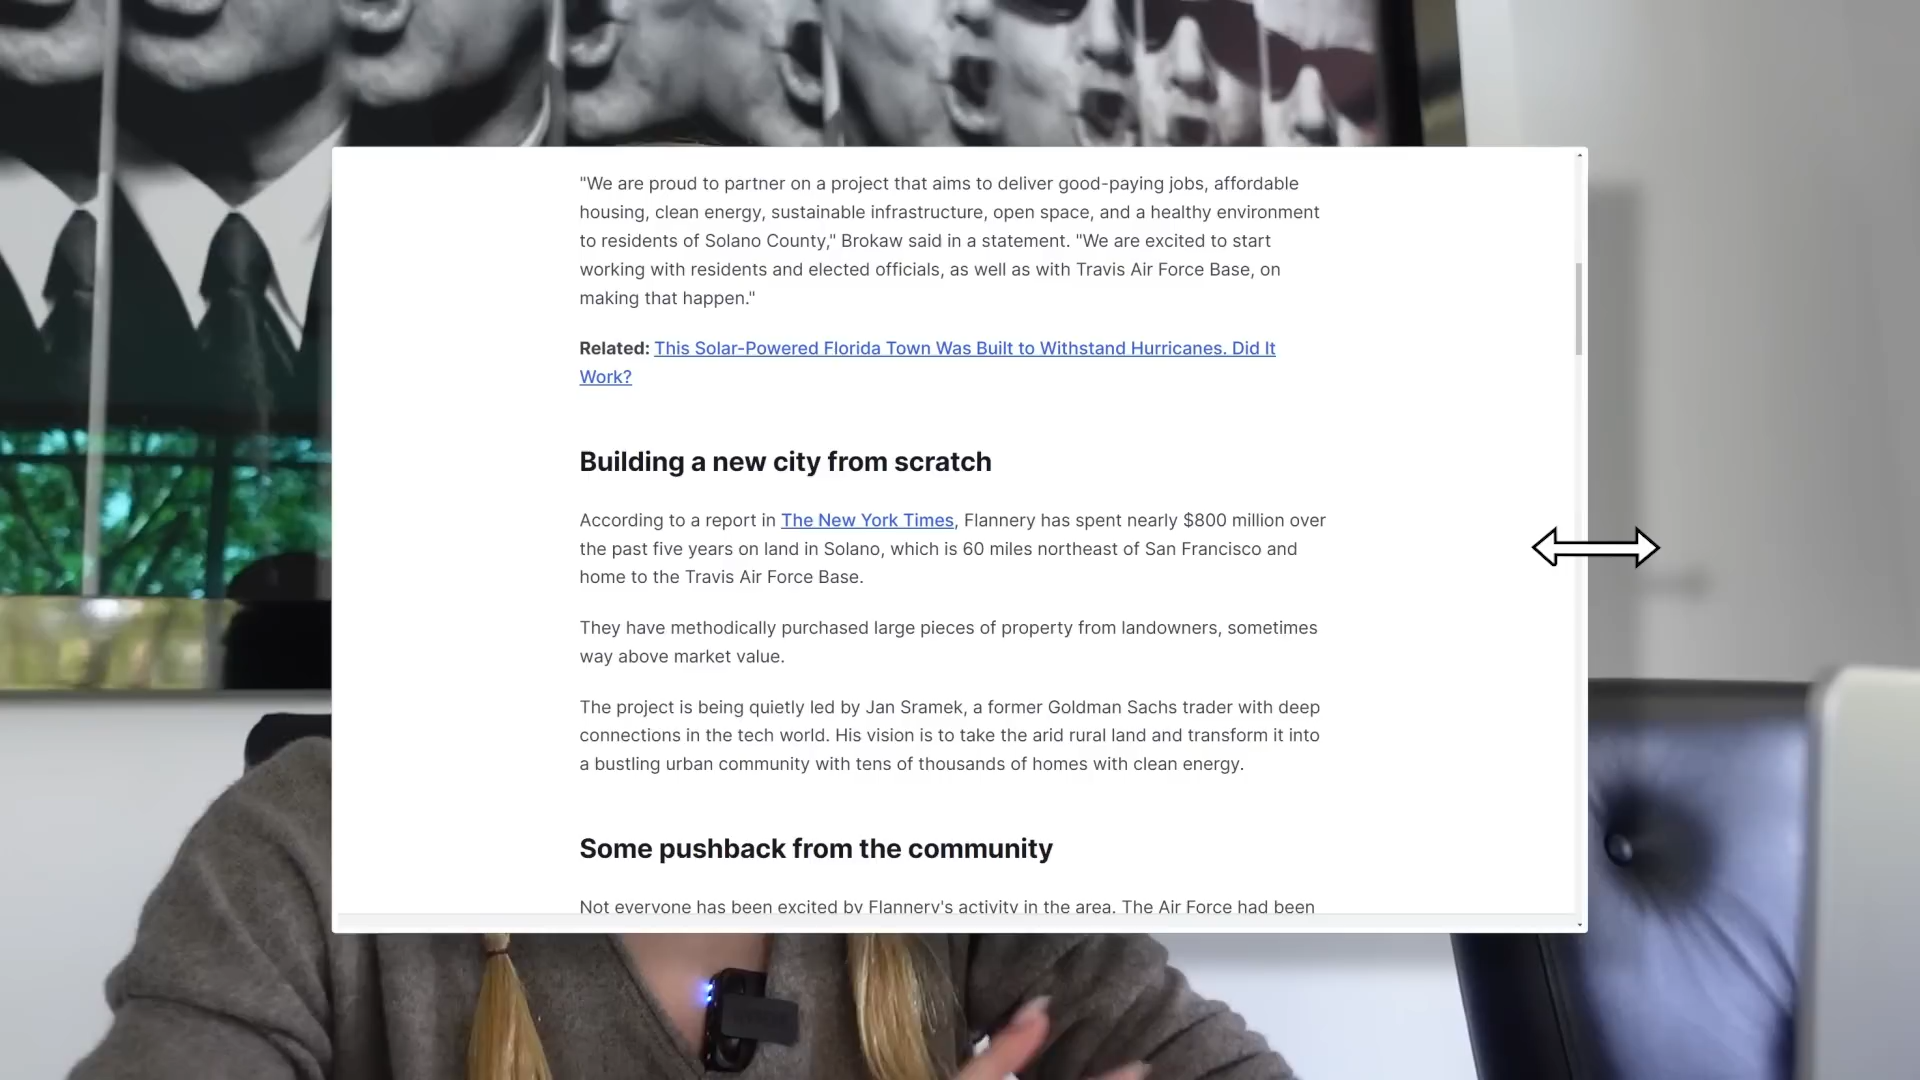 "We are proud to partner on a project that aims to deliver good-paying jobs, affordable
housing, clean energy, sustainable infrastructure, open space, and a healthy environment
to residents of Solano County," Brokaw said in a statement. "We are excited to start
working with residents and elected officials, as well as with Travis Air Force Base, on
making that happen."
Related: This Solar-Powered Florida Town Was Built to Withstand Hurricanes. Did It
Work?
Building a new city from scratch
According to a report in The New York Times, Flannery has spent nearly $800 million over
the past five years on land in Solano, which is 60 miles northeast of San Francisco and
home to the Travis Air Force Base.
They have methodically purchased large pieces of property from landowners, sometimes
way above market value.
The project is being quietly led by Jan Sramek, a former Goldman Sachs trader with deep
connections in the tech world. His vision is to take the arid rural land and transform it into
a bustling urban community with tens of thousands of homes with clean energy.
Some pushback from the community
Not everyone has been excited by Flannery's activity in the area. The Air Force had been